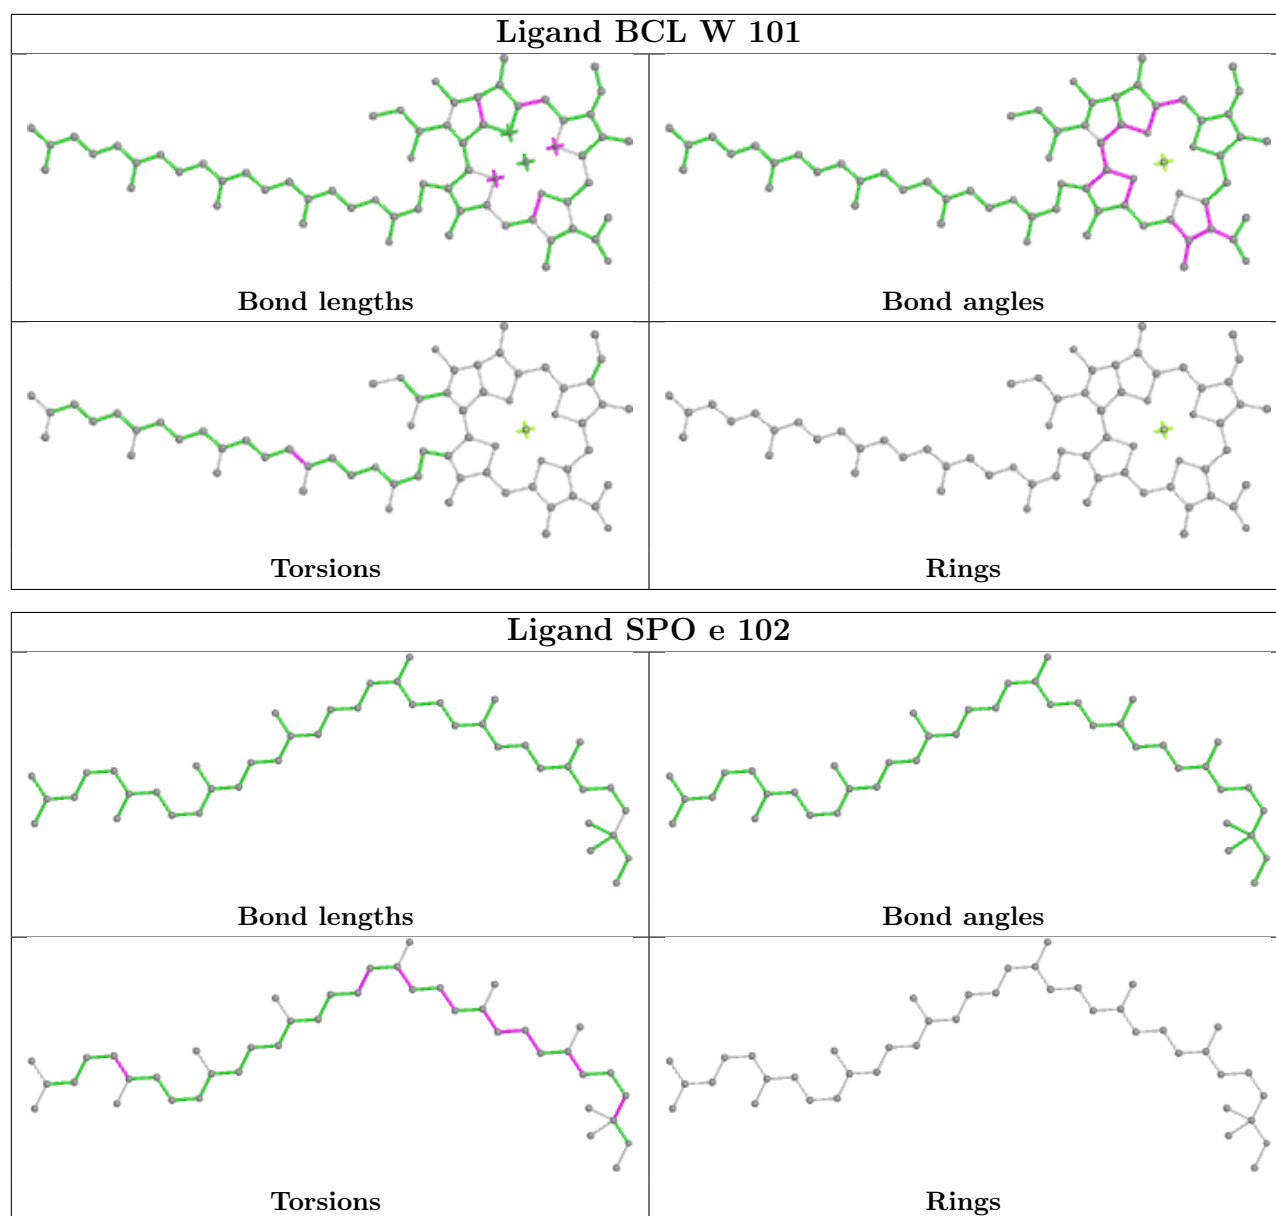 Ligand BCL W 101
Bond lengths
Bond angles
Torsions
Rings
Ligand SPO e 102
Bond lengths
Bond angles
Torsions
Rings